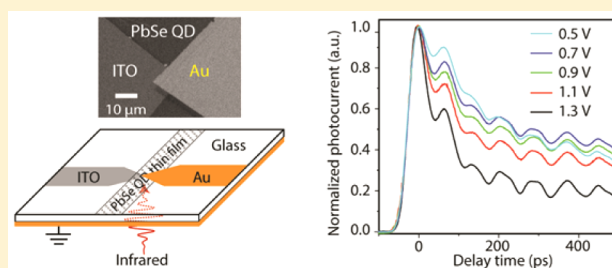 PbSe QD
ITO
Au
10 μm
Glass
PbSe QD thin film
ITO
Au
Infrared
Normalized photocurrent (a.u.)
1.0
0.8
0.6
0.4
0.2
0.0
0.5 V
0.7 V
0.9 V
1.1 V
1.3 V
0
200
400
Delay time (ps)